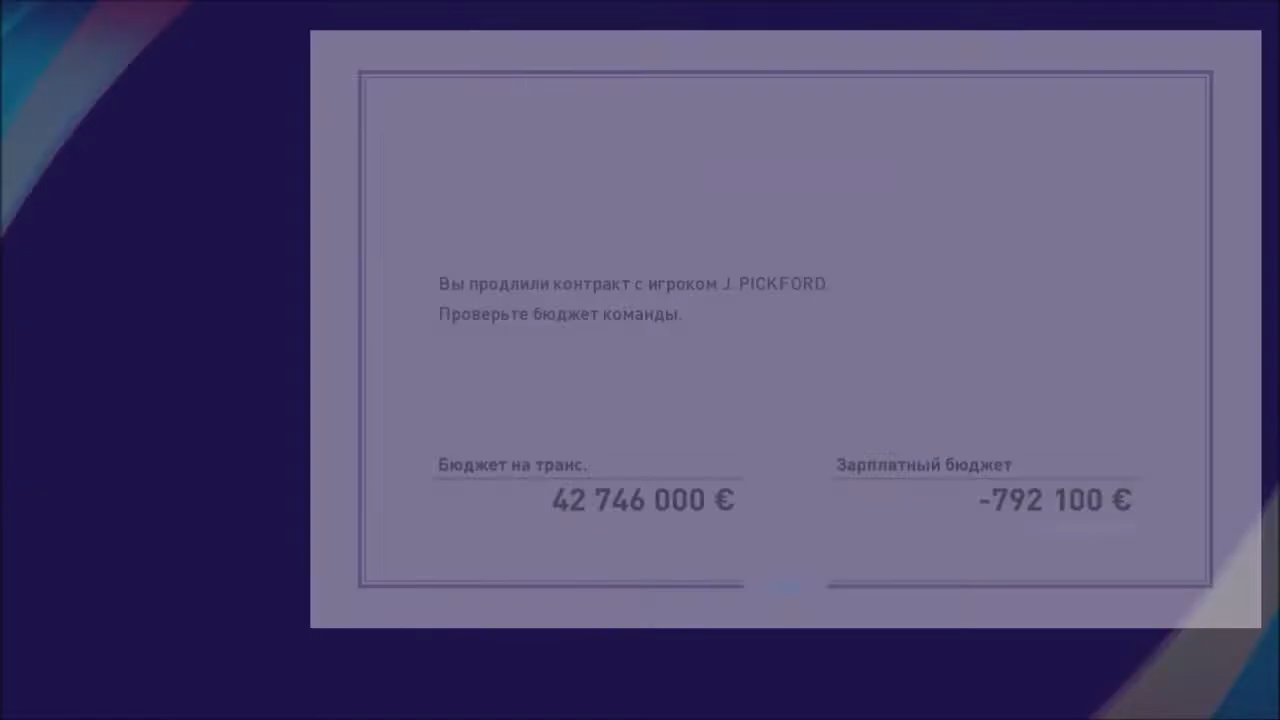 Вы продлили контракт с игроком J. PICKFORD.
Проверьте бюджет команды.
Бюджет на транс.
Зарплатный бюджет
42 746 000 €
-792 100 €